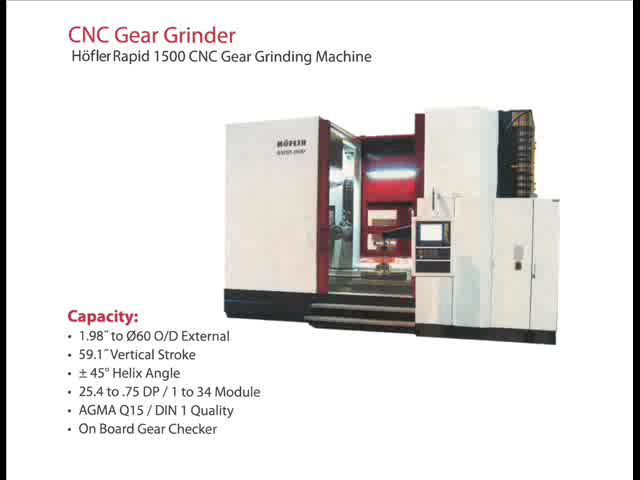 CNC Gear Grinder
Höfler Rapid 1500 CNC Gear Grinding Machine
HÖFLER
RAPID 1500
Capacity:
• 1.98˝ to Ø60 O/D External
• 59.1˝ Vertical Stroke
• ± 45° Helix Angle
• 25.4 to .75 DP / 1 to 34 Module
• AGMA Q15 / DIN 1 Quality
• On Board Gear Checker